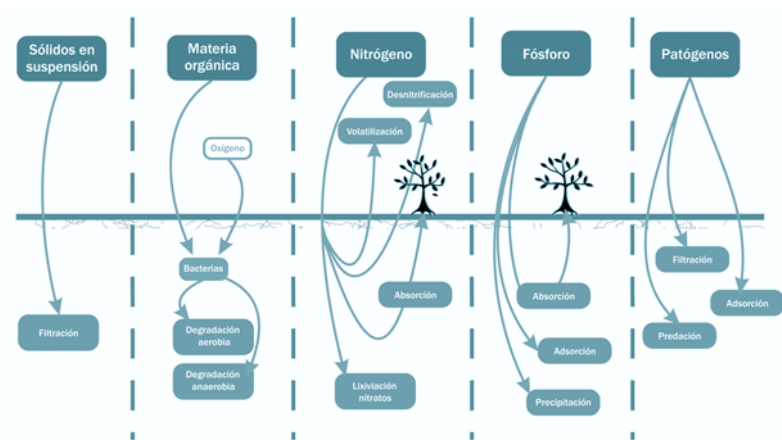 Sólidos en
suspensión
Filtración
Materia
orgánica
Oxígeno
Bacterias
Degradación
aerobia
Degradación
anaerobia
Nitrógeno
Desnitrificación
Volatilización
Absorción
Lixiviación
nitratos
Fósforo
Absorción
Adsorción
Precipitación
Patógenos
Filtración
Adsorción
Predación